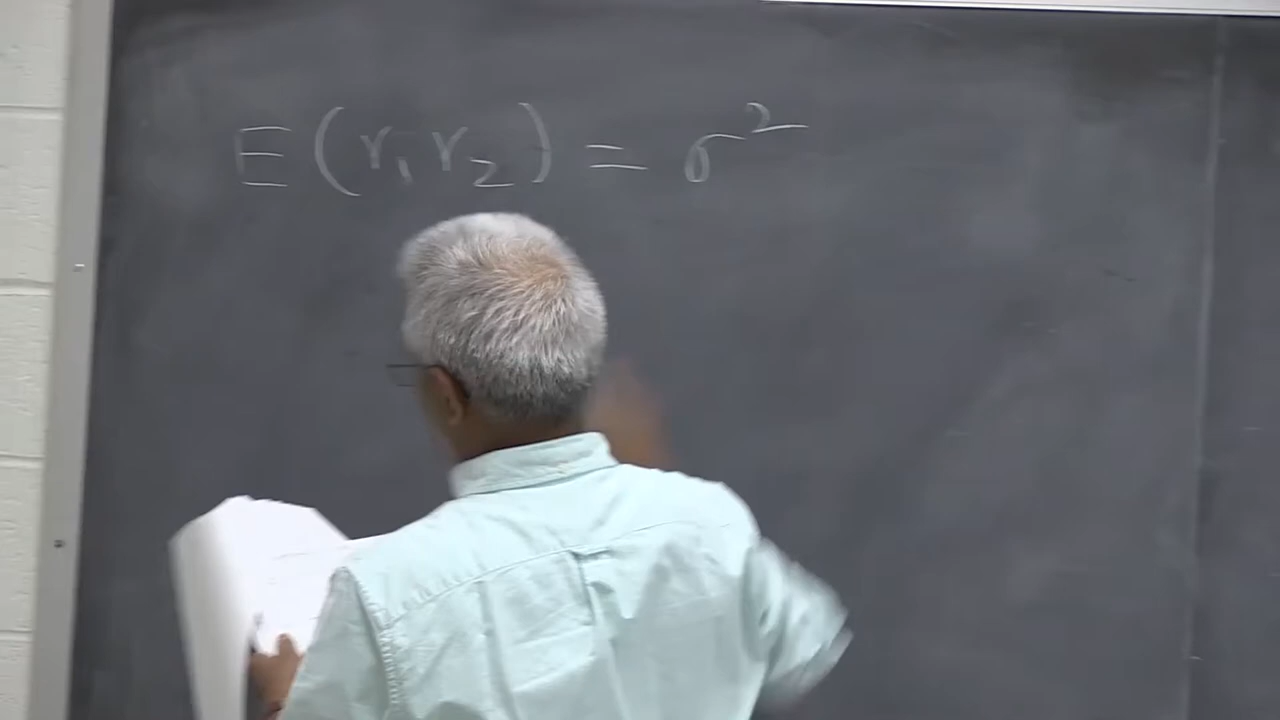 E(r₁r₂) = σ²